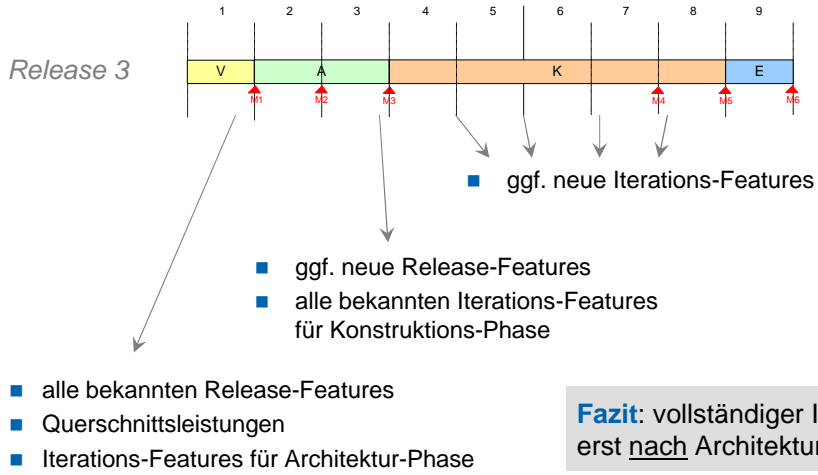 1 2 3 4 5 6 7 8 9
Release 3
V A K E
M1 M2 M3 M4 M5 M6
ggf. neue Iterations-Features
ggf. neue Release-Features
alle bekannten Iterations-Features
für Konstruktions-Phase
alle bekannten Release-Features
Querschnittsleistungen
Iterations-Features für Architektur-Phase
Fazit: vollständiger
erst nach Architektur